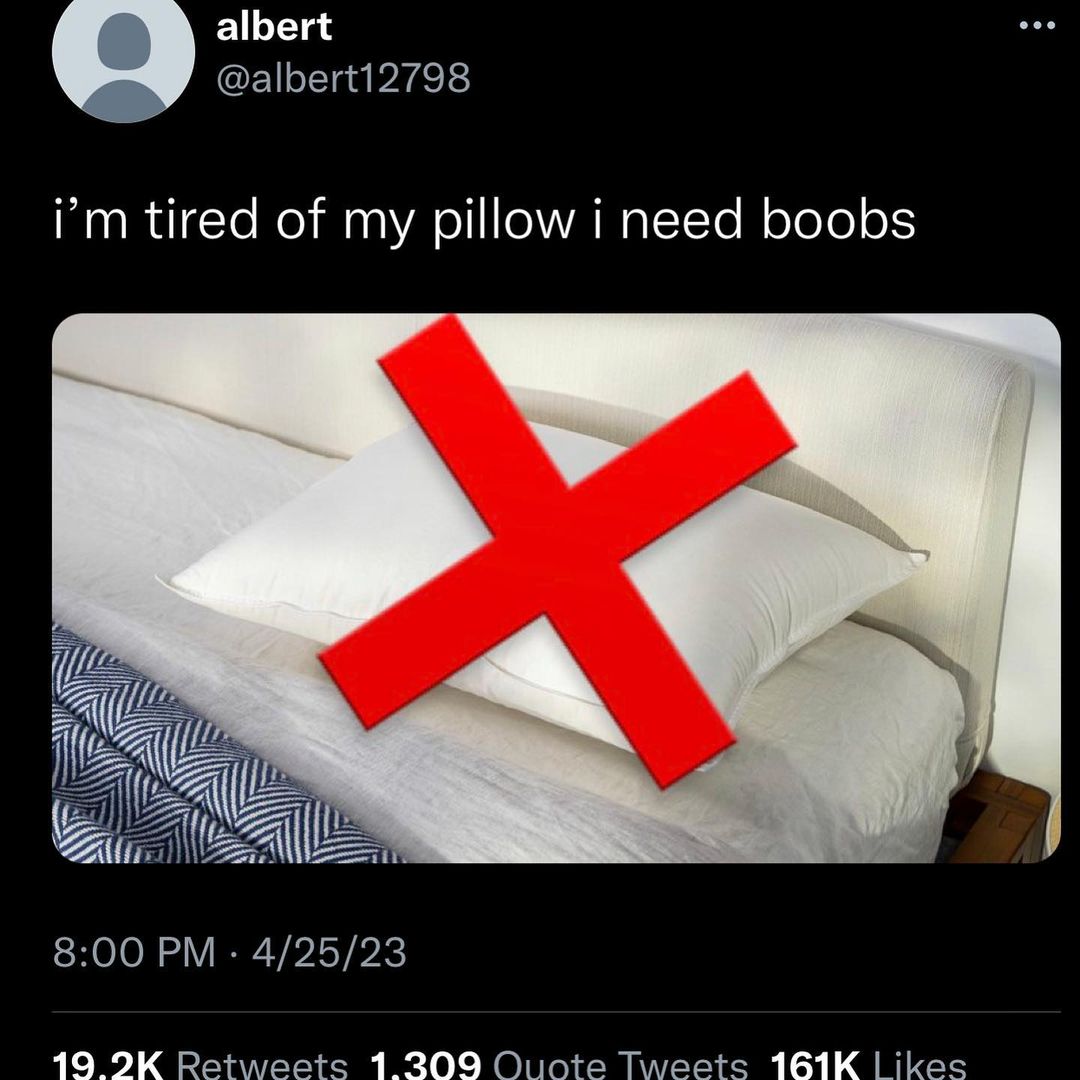 albert
@albert12798
i’m tired of my pillow i need boobs
8:00 PM · 4/25/23
19.2K Retweets 1,309 Quote Tweets 161K Likes